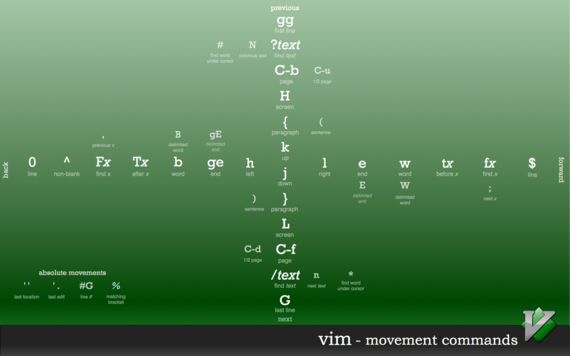 previous
gg
first line
# N ?text
find word under cursor previous text find text
C-b C-u
page 1/2 page
H
screen
{ (
paragraph sentence
k
up
, B gE
previous x delimited word delimited end
back 0 ^ Fx Tx b ge h l e w tx fx $ forward
line non-blank find x after x word end left right end word before x find x line
j
down
E W ;
delimited end delimited word next x
) }
sentence paragraph
L
screen
C-d C-f
1/2 page page
absolute movements
/text n *
find text next text find word under cursor
'' '. #G %
last location last edit line # matching bracket
G
last line
next
vim - movement commands